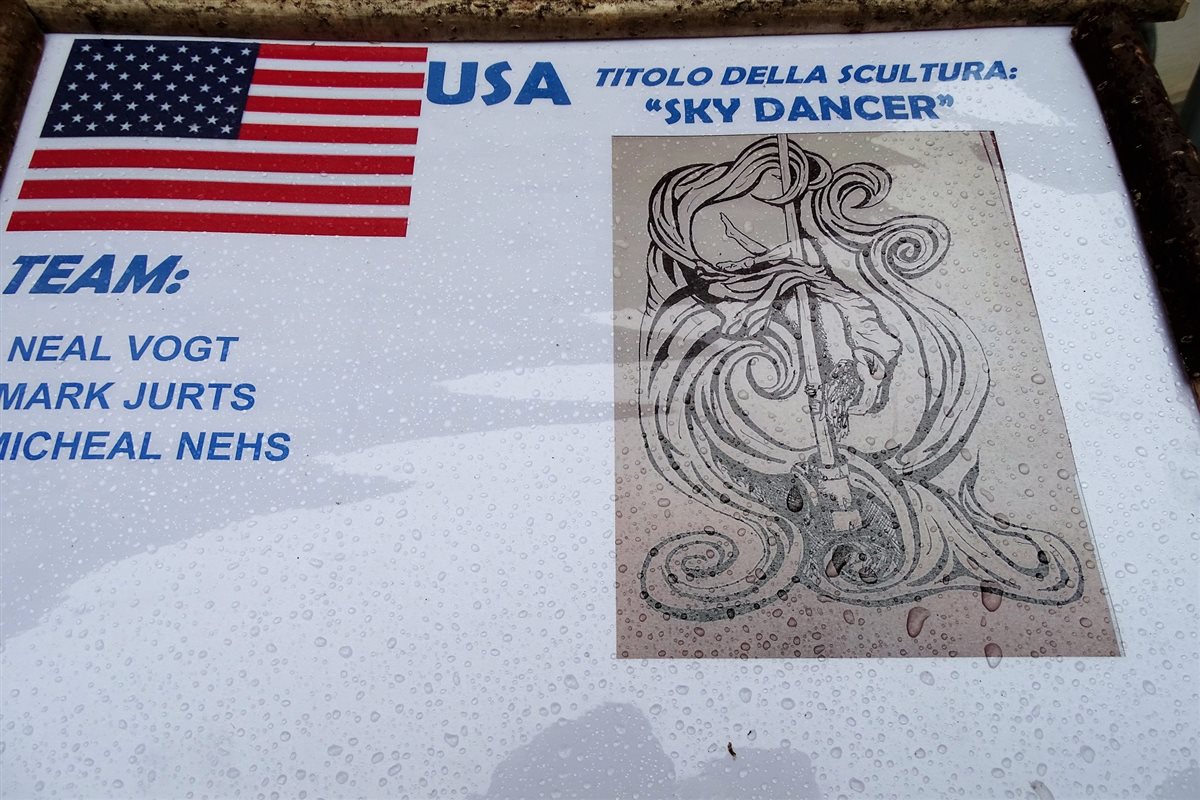 USA
TITOLO DELLA SCULTURA:
“SKY DANCER”
TEAM:
NEAL VOGT
MARK JURTS
MICHEAL NEHS